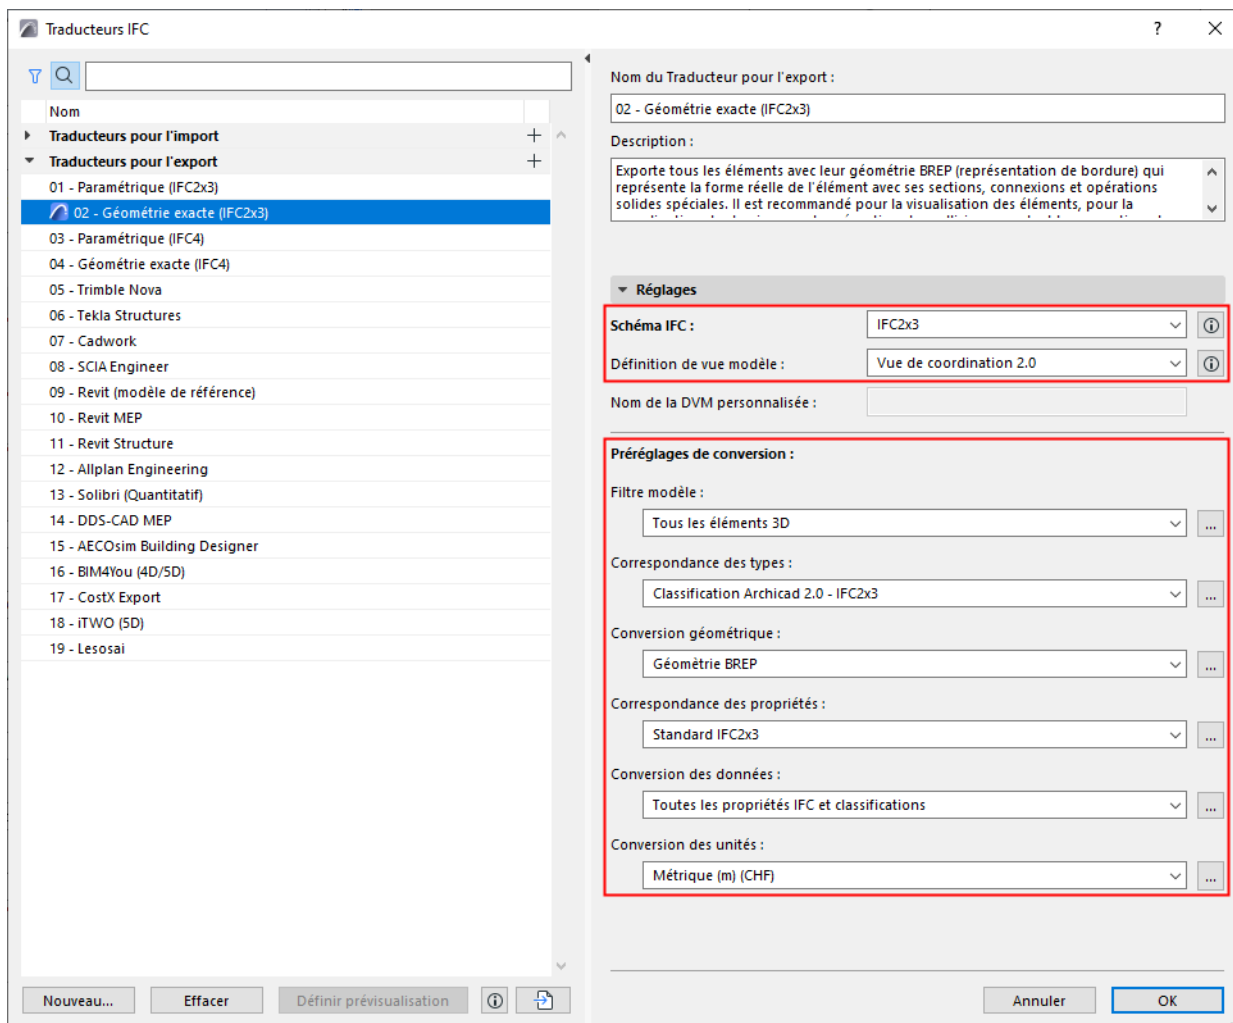 Traducteurs IFC
?
Nom
Traducteurs pour l'import
Traducteurs pour l'export
01 - Paramétrique (IFC2x3)
02 - Géométrie exacte (IFC2x3)
03 - Paramétrique (IFC4)
04 - Géométrie exacte (IFC4)
05 - Trimble Nova
06 - Tekla Structures
07 - Cadwork
08 - SCIA Engineer
09 - Revit (modèle de référence)
10 - Revit MEP
11 - Revit Structure
12 - Allplan Engineering
13 - Solibri (Quantitatif)
14 - DDS-CAD MEP
15 - AECOsim Building Designer
16 - BIM4You (4D/5D)
17 - CostX Export
18 - iTWO (5D)
19 - Lesosai
Nouveau...
Effacer
Définir prévisualisation
Nom du Traducteur pour l'export :
02 - Géométrie exacte (IFC2x3)
Description :
Exporte tous les éléments avec leur géométrie BREP (représentation de bordure) qui
représente la forme réelle de l'élément avec ses sections, connexions et opérations
solides spéciales. Il est recommandé pour la visualisation des éléments, pour la
Réglages
Schéma IFC :
IFC2x3
Définition de vue modèle :
Vue de coordination 2.0
Nom de la DVM personnalisée :
Préréglages de conversion :
Filtre modèle :
Tous les éléments 3D
...
Correspondance des types :
Classification Archicad 2.0 - IFC2x3
...
Conversion géométrique :
Géomètrie BREP
...
Correspondance des propriétés :
Standard IFC2x3
...
Conversion des données :
Toutes les propriétés IFC et classifications
...
Conversion des unités :
Métrique (m) (CHF)
...
Annuler
OK